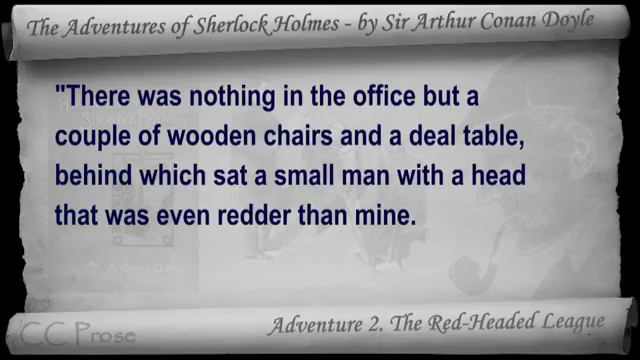 The Adventures of Sherlock Holmes - by Sir Arthur Conan Doyle
"There was nothing in the office but a
couple of wooden chairs and a deal table,
behind which sat a small man with a head
that was even redder than mine.
CC Prose
Adventure 2. The Red-Headed League